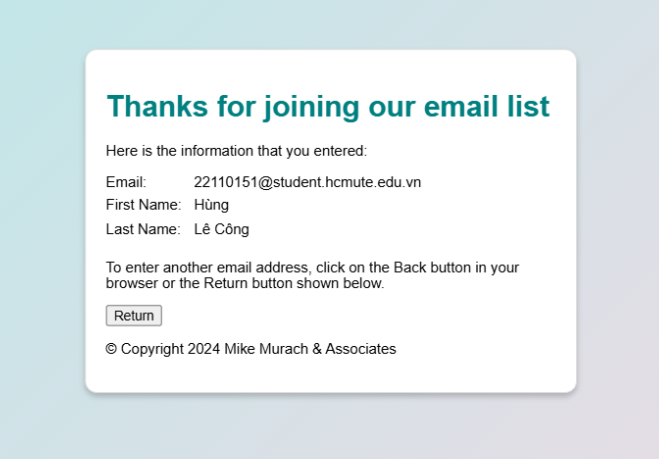 Thanks for joining our email list
Here is the information that you entered:
Email: 22110151@student.hcmute.edu.vn
First Name: Hùng
Last Name: Lê Công
To enter another email address, click on the Back button in your
browser or the Return button shown below.
Return
© Copyright 2024 Mike Murach & Associates